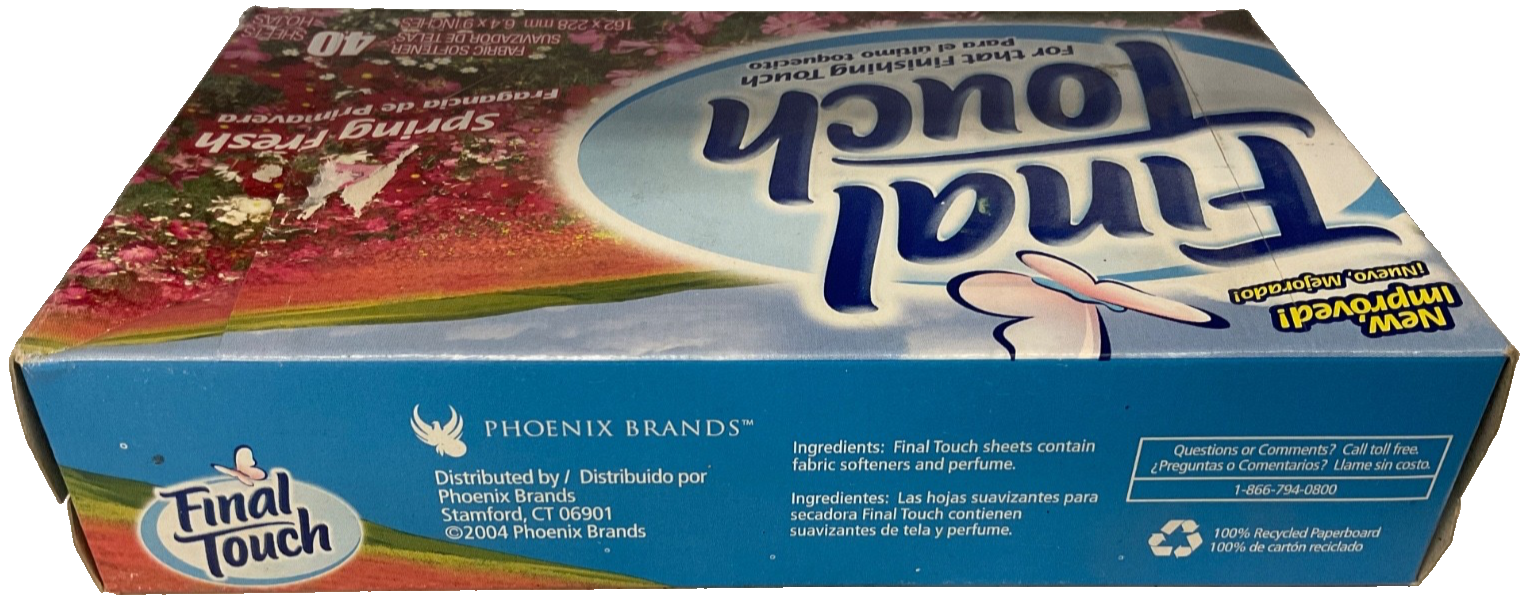 New,
Improved!
¡Nuevo, Mejorado!
Final
Touch
For that Finishing Touch
Para el último toquecito
Spring Fresh
Fragancia de Primavera
40
SHEETS
HOJAS
FABRIC SOFTENER
SUAVIZADOR DE TELAS
162 x 228 mm 6.4 x 9 INCHES
Final
Touch
PHOENIX BRANDS™
Distributed by / Distribuido por
Phoenix Brands
Stamford, CT 06901
©2004 Phoenix Brands
Ingredients: Final Touch sheets contain
fabric softeners and perfume.
Ingredientes: Las hojas suavizantes para
secadora Final Touch contienen
suavizantes de tela y perfume.
Questions or Comments? Call toll free.
¿Preguntas o Comentarios? Llame sin costo.
1-866-794-0800
100% Recycled Paperboard
100% de cartón reciclado